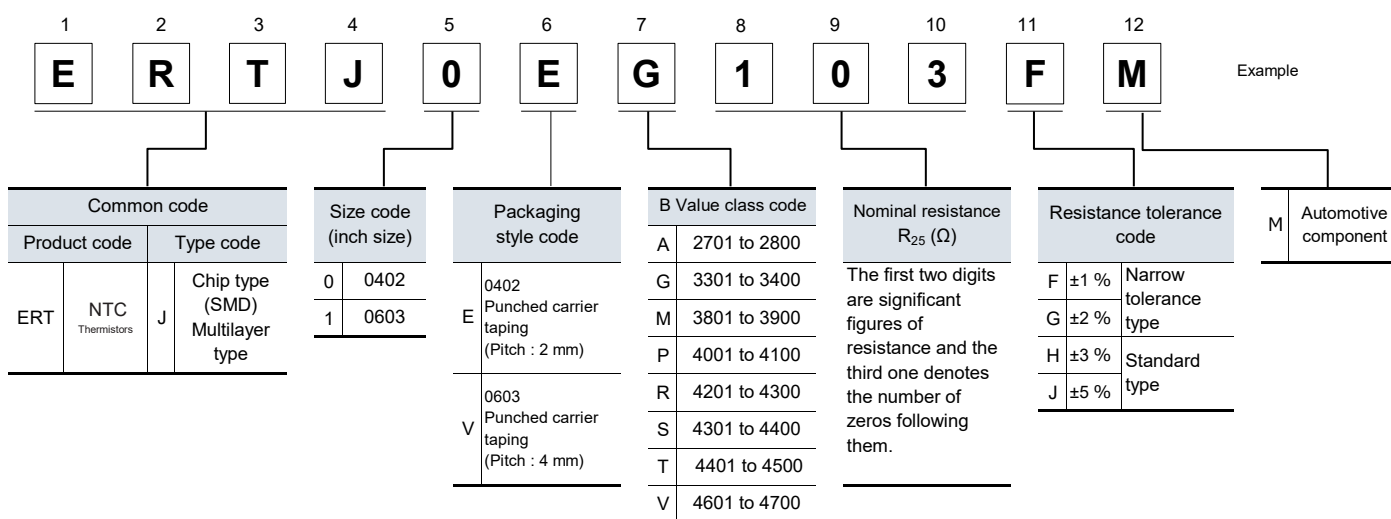 1 2 3 4 5 6 7 8 9 10 11 12
E R T J 0 E G 1 0 3 F M Example
Common code
Product code Type code
ERT NTC
Thermistors
J Chip type
(SMD)
Multilayer
type
Size code
(inch size)
0 0402
1 0603
Packaging
style code
E 0402
Punched carrier
taping
(Pitch : 2 mm)
V 0603
Punched carrier
taping
(Pitch : 4 mm)
B Value class code
A 2701 to 2800
G 3301 to 3400
M 3801 to 3900
P 4001 to 4100
R 4201 to 4300
S 4301 to 4400
T 4401 to 4500
V 4601 to 4700
Nominal resistance
R25 (Ω)
The first two digits
are significant
figures of
resistance and the
third one denotes
the number of
zeros following
them.
Resistance tolerance
code
F ±1 % Narrow
tolerance
type
G ±2 %
H ±3 % Standard
type
J ±5 %
M Automotive
component